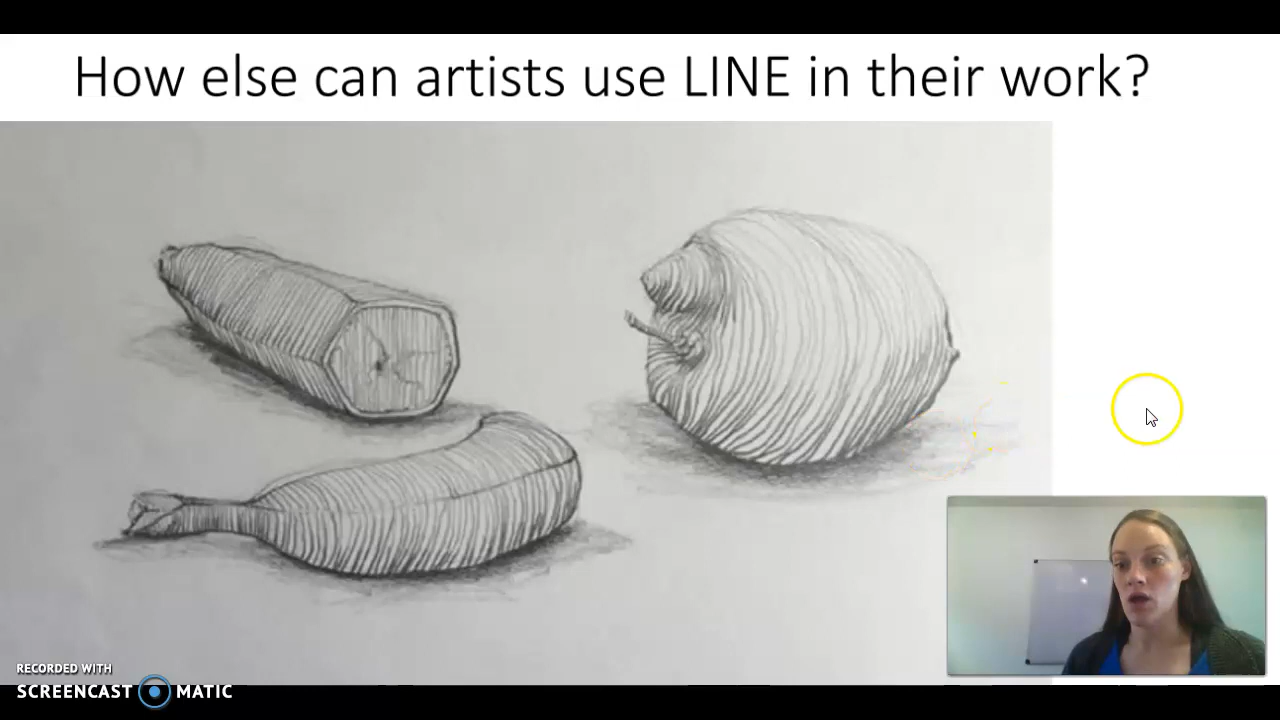 How else can artists use LINE in their work?
RECORDED WITH
SCREENCAST MATIC